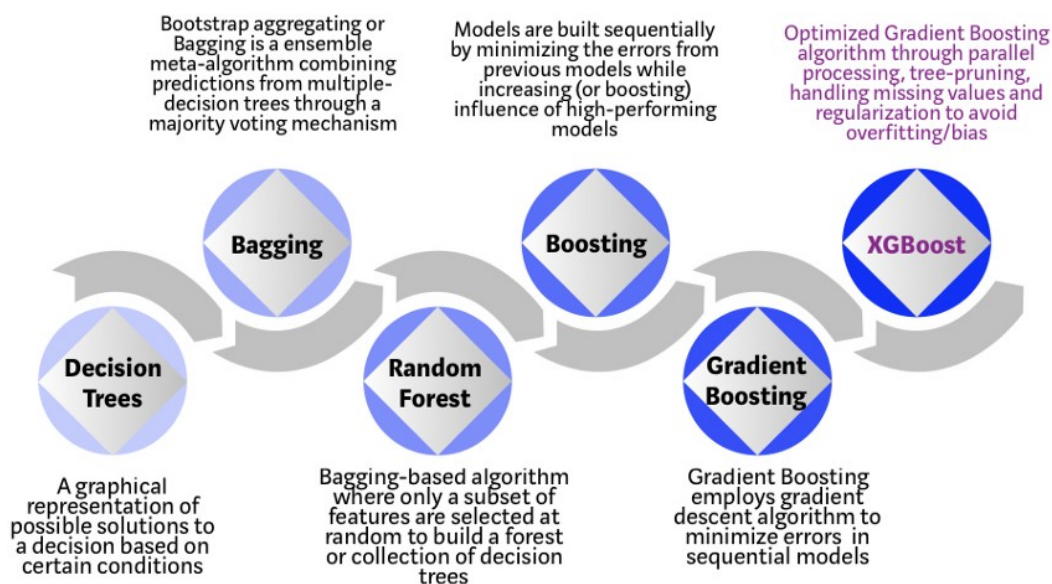 Bootstrap aggregating or
Bagging is a ensemble
meta-algorithm combining
predictions from multiple-
decision trees through a
majority voting mechanism
Models are built sequentially
by minimizing the errors from
previous models while
increasing (or boosting)
influence of high-performing
models
Optimized Gradient Boosting
algorithm through parallel
processing, tree-pruning,
handling missing values and
regularization to avoid
overfitting/bias
Bagging
Boosting
XGBoost
Decision
Trees
Random
Forest
Gradient
Boosting
A graphical
representation of
possible solutions to
a decision based on
certain conditions
Bagging-based algorithm
where only a subset of
features are selected at
random to build a forest
or collection of decision
trees
Gradient Boosting
employs gradient
descent algorithm to
minimize errors in
sequential models